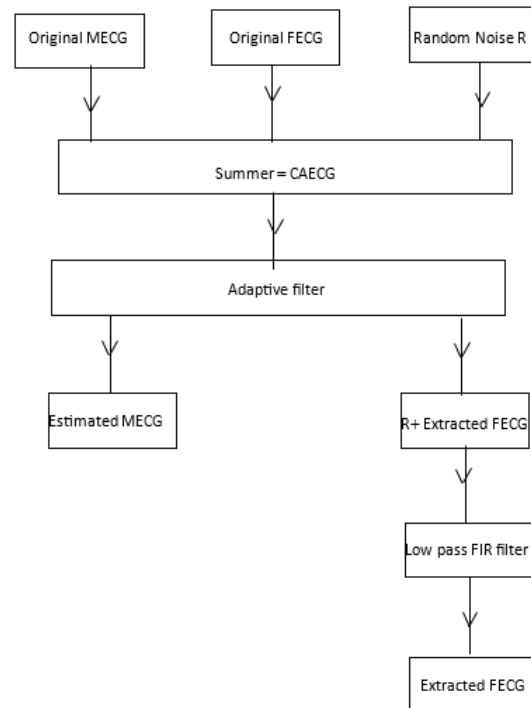 Original MECG
Original FECG
Random Noise R
Summer = CAECG
Adaptive filter
Estimated MECG
R+ Extracted FECG
Low pass FIR filter
Extracted FECG